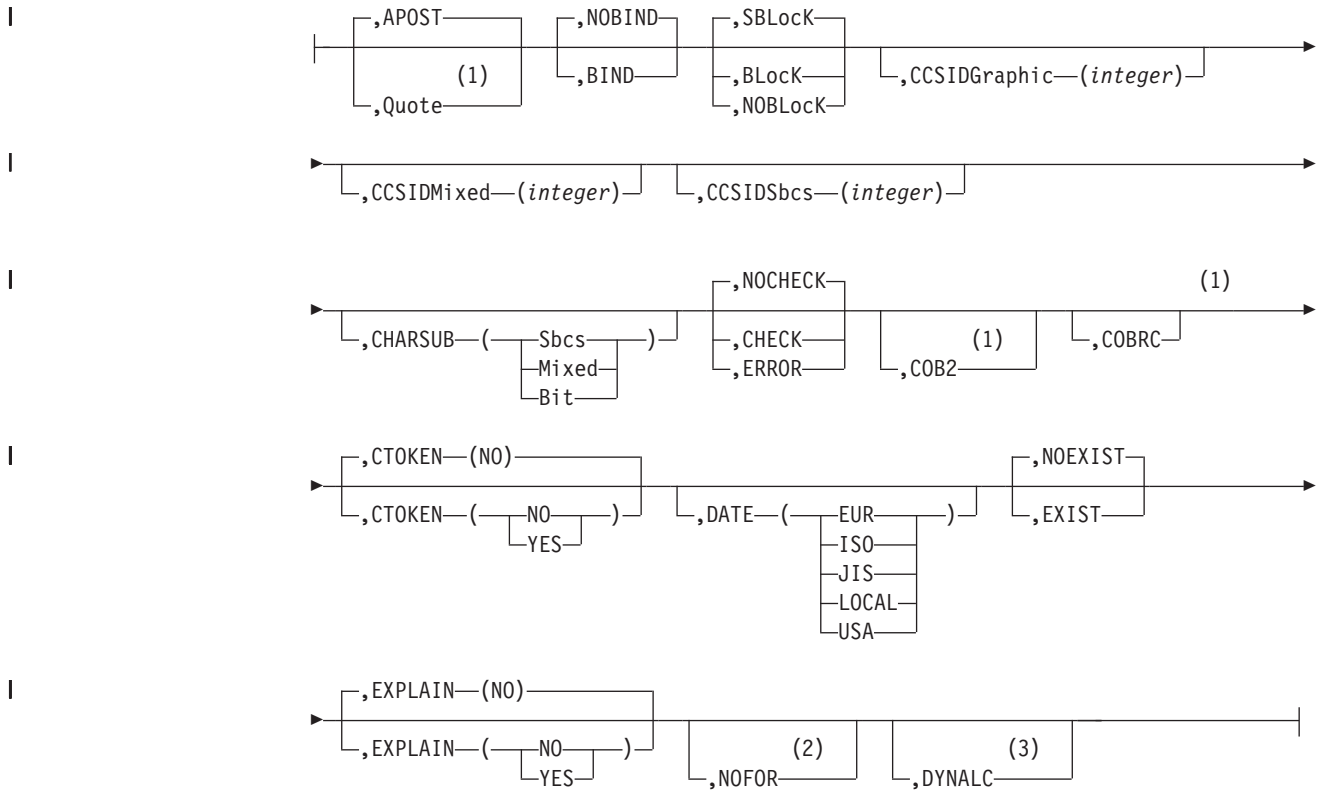 ,APOST ,NOBIND ,SBLocK
(1) ,BIND ,BLocK ,CCSIDGraphic (integer)
,Quote ,NOBLocK
,CCSIDMixed (integer) ,CCSIDSbcs (integer)
,NOCHECK (1)
,CHARSUB ( Sbcs ) ,CHECK (1) ,COBRC
Mixed ,ERROR ,COB2
Bit
,CTOKEN (NO) ,NOEXIST
,CTOKEN ( NO ) ,DATE ( EUR ) ,EXIST
YES ISO
JIS
LOCAL
USA
,EXPLAIN (NO)
,EXPLAIN ( NO ) (2) (3)
YES ,NOFOR ,DYNALC